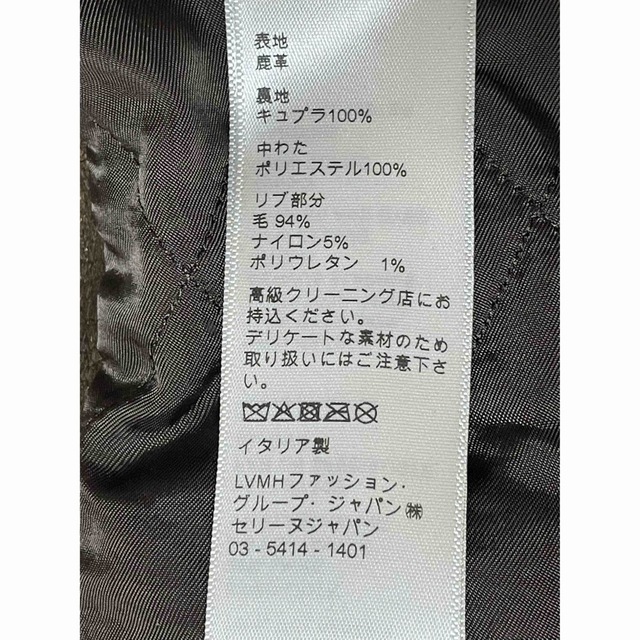 表地
鹿革
裏地
キュプラ100%
中わた
ポリエステル100%
リブ部分
毛 94%
ナイロン5%
ポリウレタン 1%
高級クリーニング店にお
持込ください。
デリケートな素材のため
取り扱いにはご注意下さ
い。
イタリア製
LVMHファッション・
グループ・ジャパン㈱
セリーヌジャパン
03 - 5414 - 1401